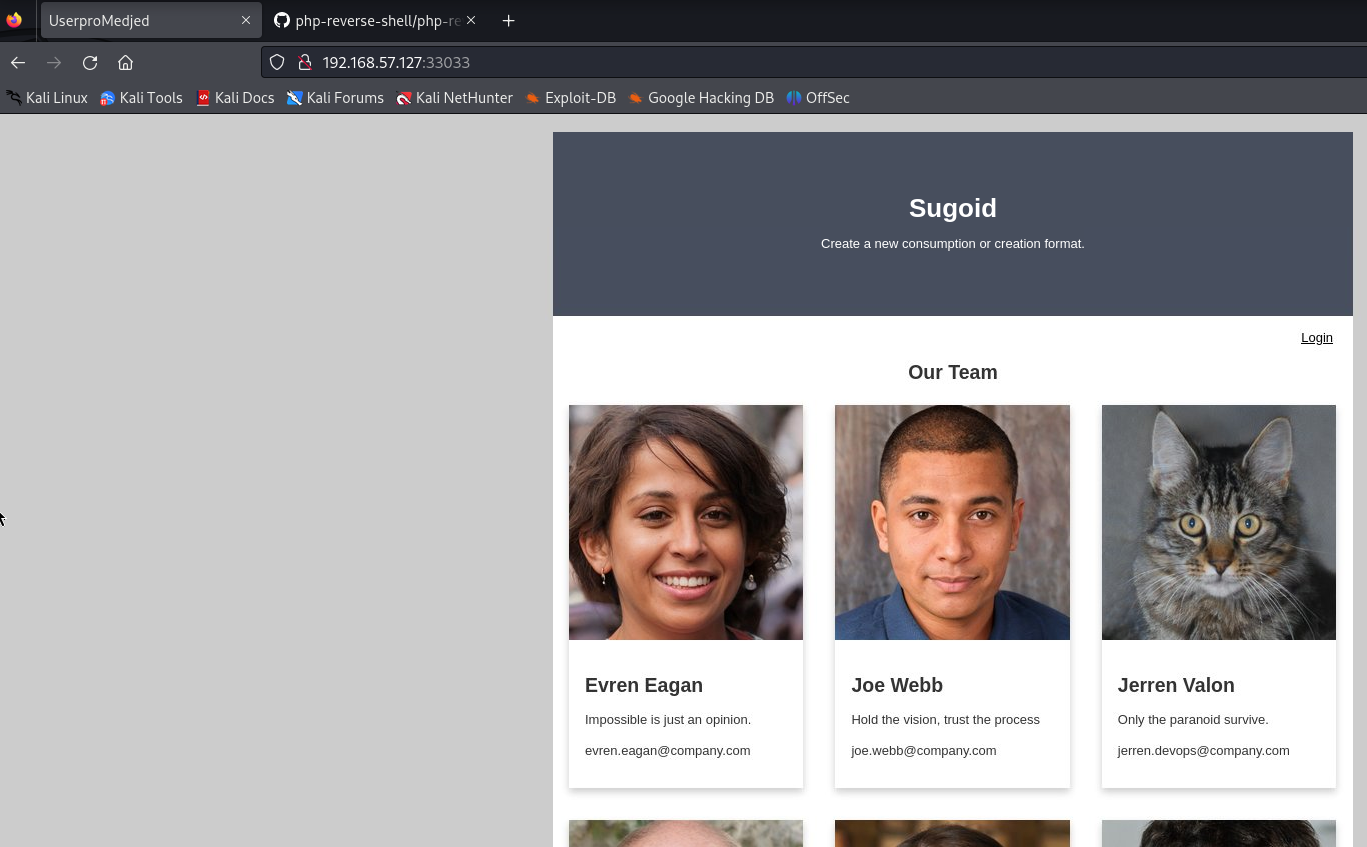 UserproMedjed
php-reverse-shell/php-re
192.168.57.127:33033
Kali Linux Kali Tools Kali Docs Kali Forums Kali NetHunter Exploit-DB Google Hacking DB OffSec
Sugoid
Create a new consumption or creation format.
Login
Our Team
Evren Eagan
Impossible is just an opinion.
evren.eagan@company.com
Joe Webb
Hold the vision, trust the process
joe.webb@company.com
Jerren Valon
Only the paranoid survive.
jerren.devops@company.com